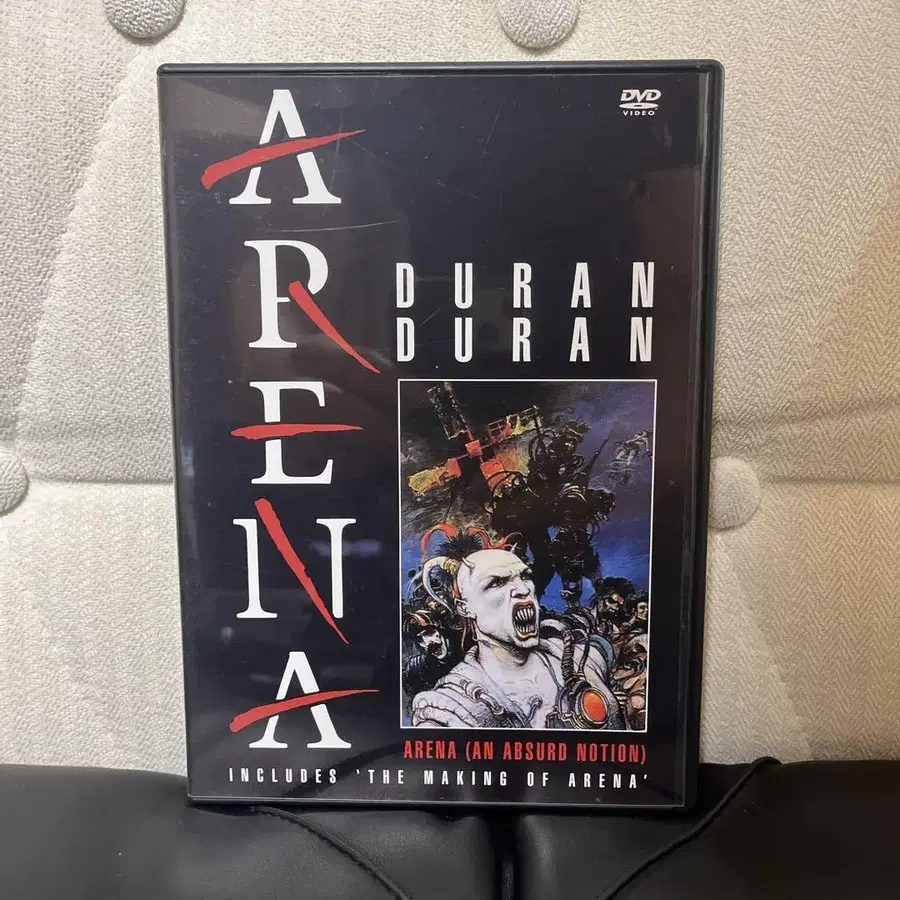 ARENA
DVD
VIDEO
DURAN
DURAN
ARENA (AN ABSURD NOTION)
INCLUDES 'THE MAKING OF ARENA'